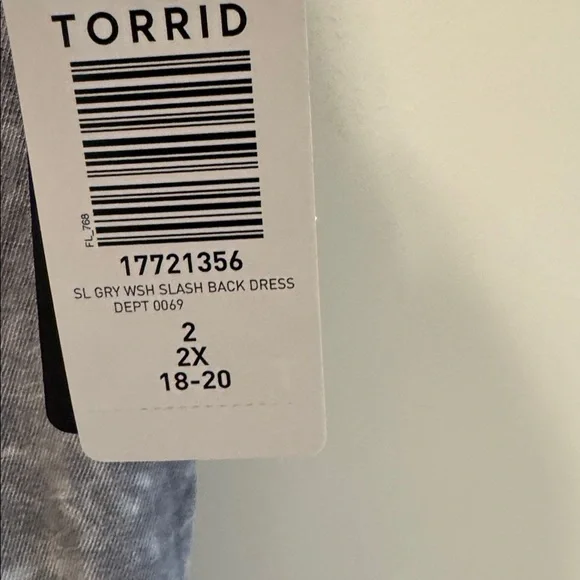 TORRID
FL_768
17721356
SL GRY WSH SLASH BACK DRESS
DEPT 0069
2
2X
18-20